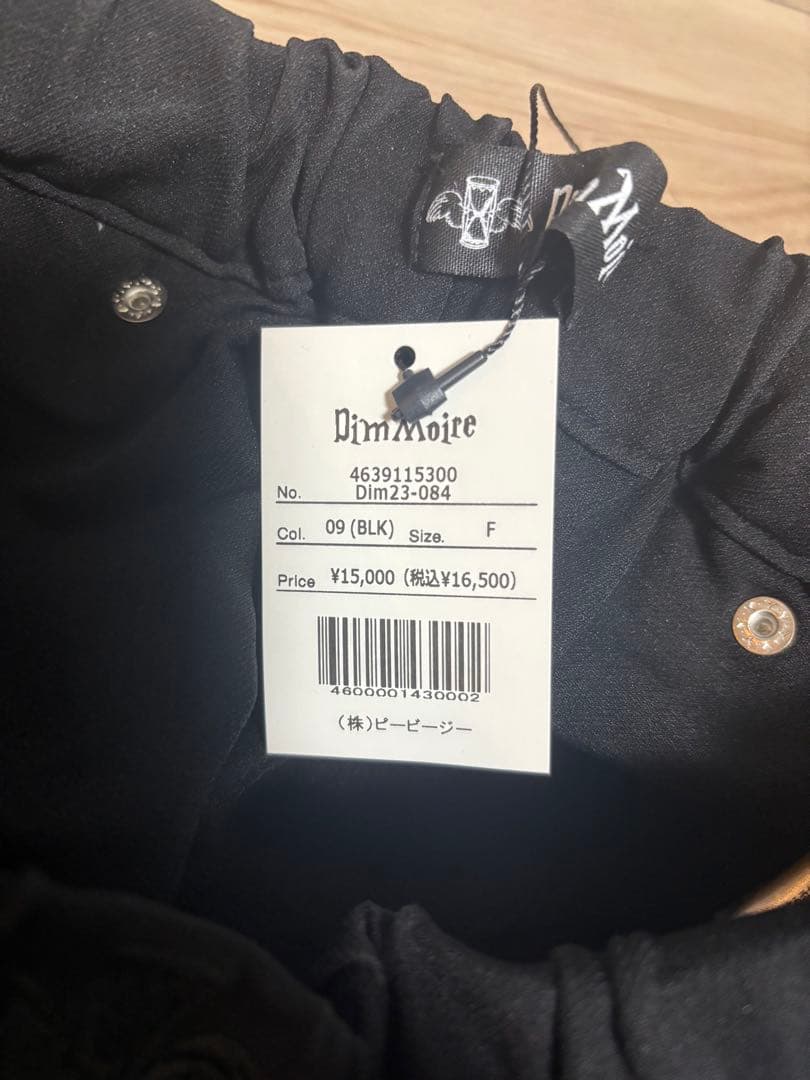 DimMoire
4639115300
No. Dim23-084
Col. 09 (BLK) Size. F
Price ¥15,000 (税込¥16,500)
4600001430002
(株)ピービージー